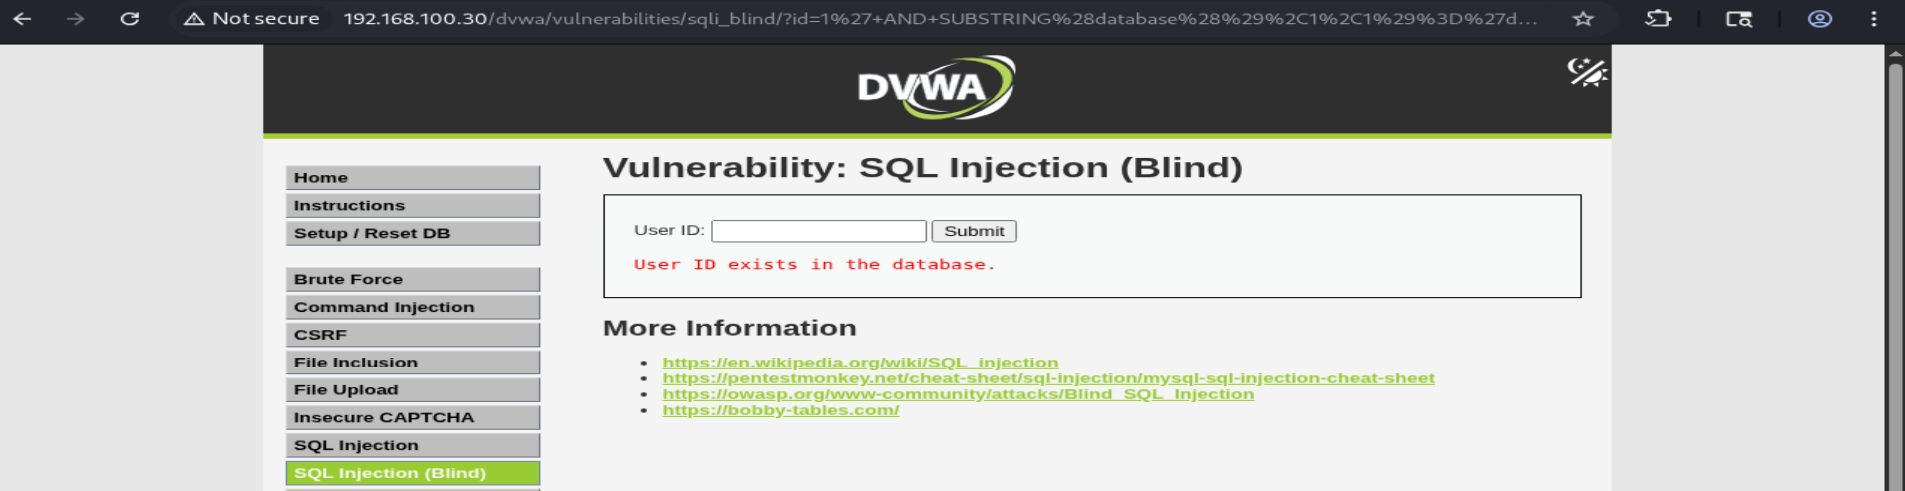 Not secure 192.168.100.30/dvwa/vulnerabilities/sqli_blind/?id=1%27+AND+SUBSTRING%28database%28%29%2C1%2C1%29%3D%27d...
DVWA
Vulnerability: SQL Injection (Blind)
Home
Instructions
Setup / Reset DB
Brute Force
Command Injection
CSRF
File Inclusion
File Upload
Insecure CAPTCHA
SQL Injection
SQL Injection (Blind)
User ID: Submit
User ID exists in the database.
More Information
https://en.wikipedia.org/wiki/SQL_injection
https://pentestmonkey.net/cheat-sheet/sql-injection/mysql-sql-injection-cheat-sheet
https://owasp.org/www-community/attacks/Blind_SQL_Injection
https://bobby-tables.com/